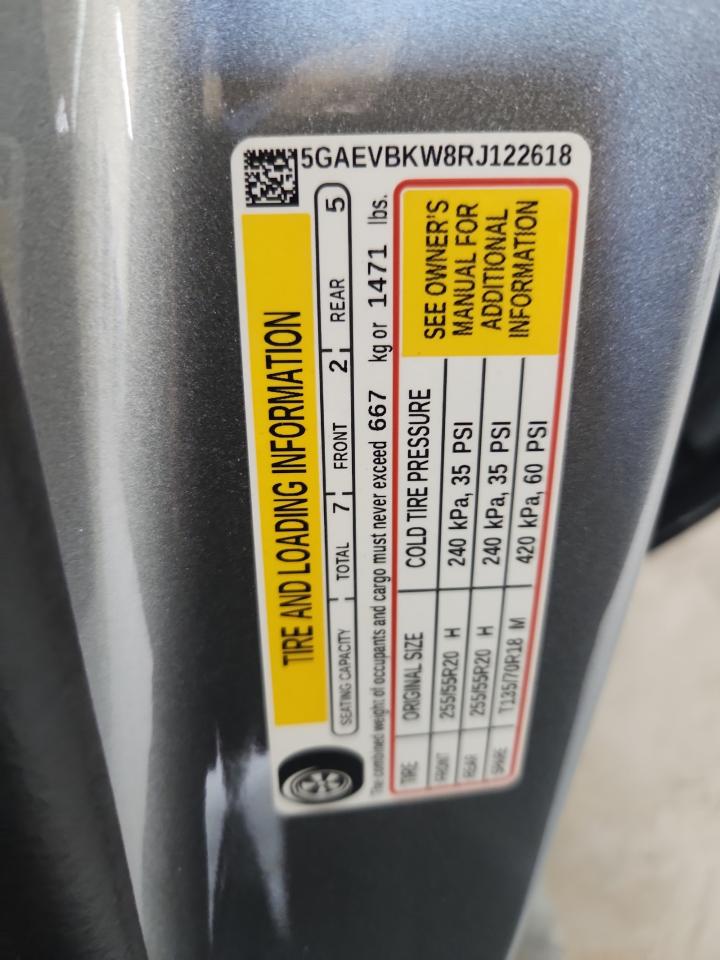 5GAEVBKW8RJ122618
TIRE AND LOADING INFORMATION
SEATING CAPACITY TOTAL 7 FRONT 2 REAR 5
The combined weight of occupants and cargo must never exceed 667 kg or 1471 lbs.
TIRE ORIGINAL SIZE COLD TIRE PRESSURE
FRONT 255/55R20 H 240 kPa, 35 PSI
REAR 255/55R20 H 240 kPa, 35 PSI
SPARE T135/70R18 M 420 kPa, 60 PSI
SEE OWNER'S
MANUAL FOR
ADDITIONAL
INFORMATION